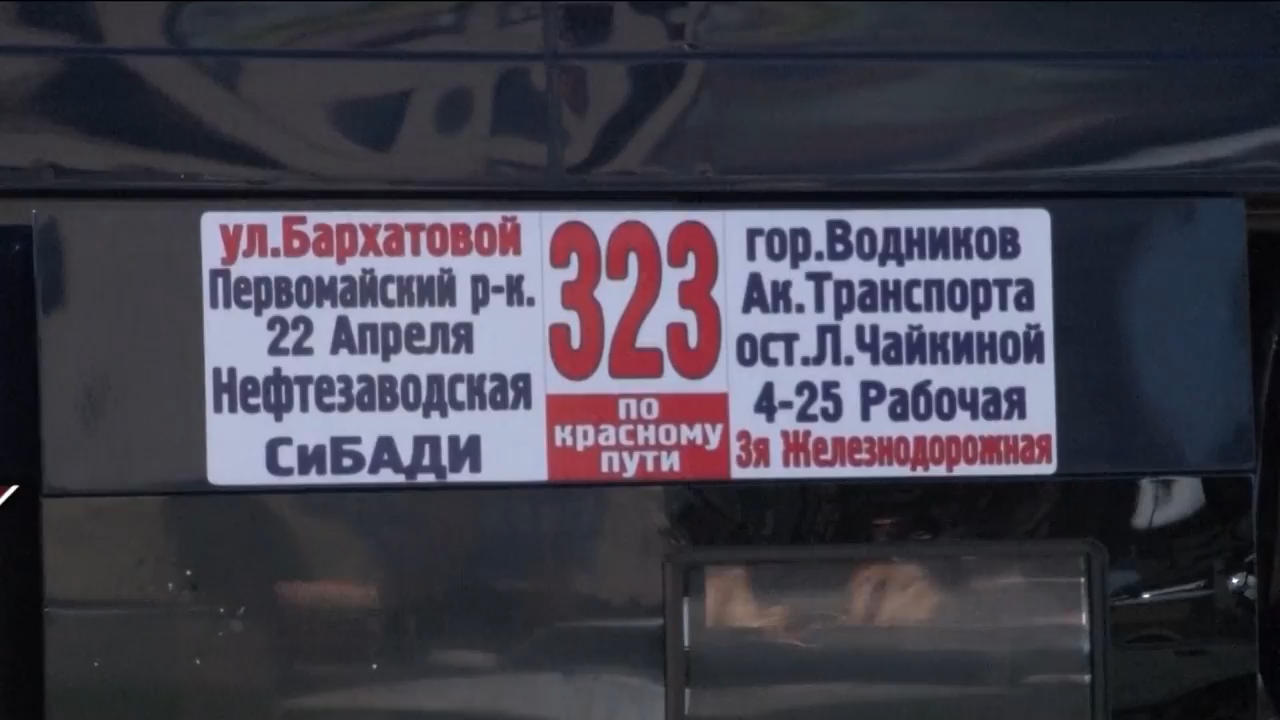 ул.Бархатовой
Первомайский р-к.
22 Апреля
Нефтезаводская
СиБАДИ
323
по
красному
пути
гор.Водников
Ак.Транспорта
ост.Л.Чайкиной
4-25 Рабочая
3я Железнодорожная